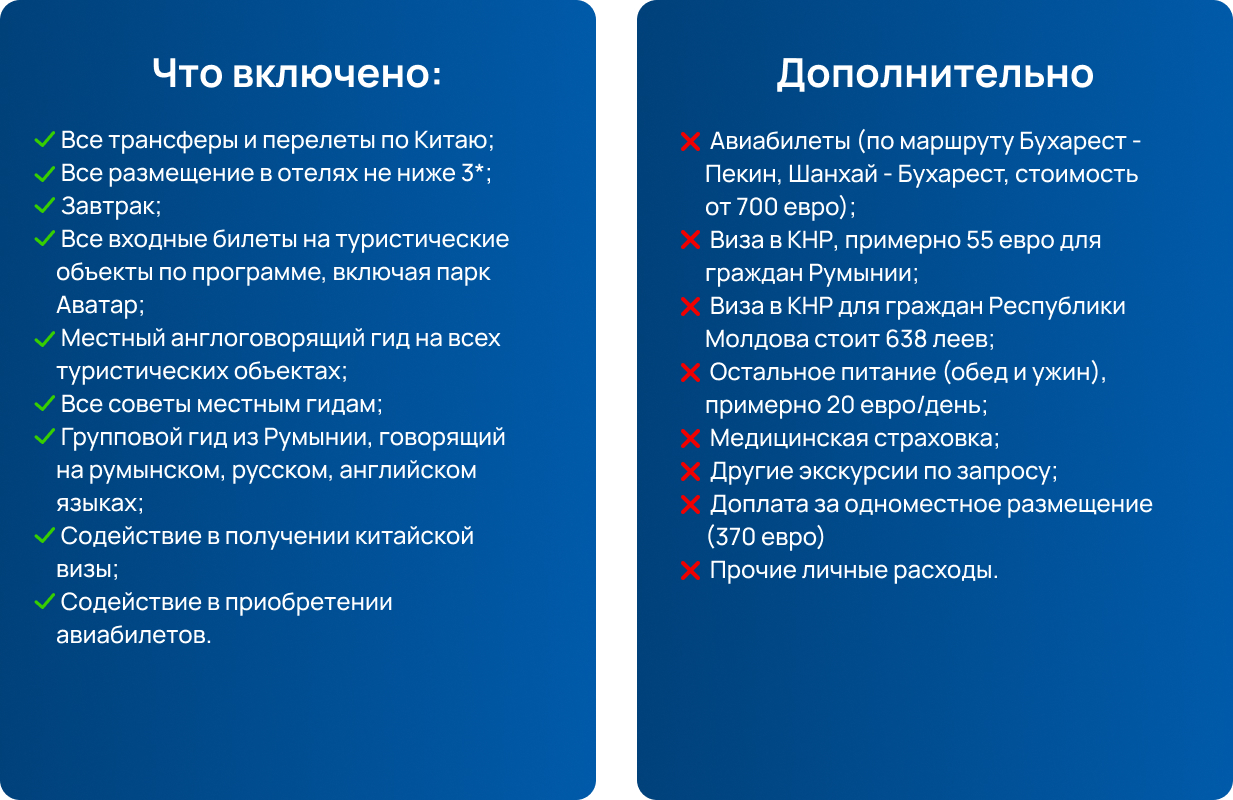 Что включено:
Все трансферы и перелеты по Китаю;
Все размещение в отелях не ниже 3*;
Завтрак;
Все входные билеты на туристические
объекты по программе, включая парк
Аватар;
Местный англоговорящий гид на всех
туристических объектах;
Все советы местным гидам;
Групповой гид из Румынии, говорящий
на румынском, русском, английском
языках;
Содействие в получении китайской
визы;
Содействие в приобретении
авиабилетов.
Дополнительно
Авиабилеты (по маршруту Бухарест -
Пекин, Шанхай - Бухарест, стоимость
от 700 евро);
Виза в КНР, примерно 55 евро для
граждан Румынии;
Виза в КНР для граждан Республики
Молдова стоит 638 леев;
Остальное питание (обед и ужин),
примерно 20 евро/день;
Медицинская страховка;
Другие экскурсии по запросу;
Доплата за одноместное размещение
(370 евро)
Прочие личные расходы.